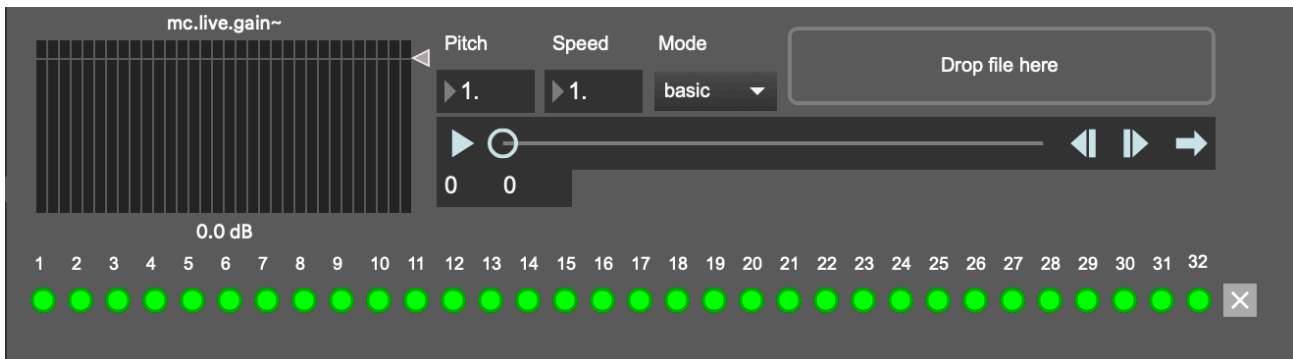 mc.live.gain~
Pitch Speed Mode
Drop file here
1. 1. basic
0 0
0.0 dB
1 2 3 4 5 6 7 8 9 10 11 12 13 14 15 16 17 18 19 20 21 22 23 24 25 26 27 28 29 30 31 32